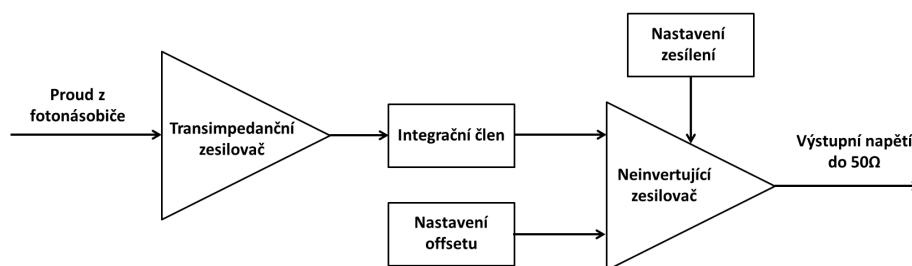 Proud z
fotonásobiče
Transimpedanční
zesilovač
Integrační člen
Nastavení
offsetu
Nastavení
zesílení
Neinvertující
zesilovač
Výstupní napětí
do 50Ω